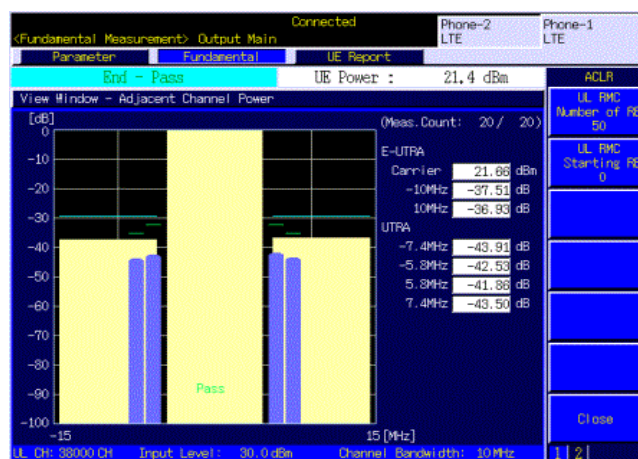 Connected
Phone-2
LTE
Phone-1
LTE
<Fundamental Measurement> Output Main
Parameter
Fundamental
UE Report
End - Pass
UE Power : 21.4 dBm
ACLR
View Window - Adjacent Channel Power
UL RMC
Number of RB
50
[dB]
(Meas.Count: 20/ 20)
UL RMC
Starting RB
0
0
-10
-20
-30
-40
-50
-60
-70
-80
-90
-100
E-UTRA
Carrier 21.66 dBm
-10MHz -37.51 dB
10MHz -36.93 dB
UTRA
-7.4MHz -43.91 dB
-5.8MHz -42.53 dB
5.8MHz -41.86 dB
7.4MHz -43.50 dB
Pass
-15
15 [MHz]
Close
UL CH: 38000 CH Input Level: 30.0 dBm Channel Bandwidth: 10 MHz
1 2